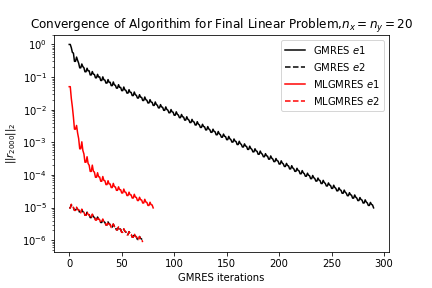 Convergence of Algorithim for Final Linear Problem,$n_x = n_y = 20$
GMRES e1
GMRES e2
MLGMRES e1
MLGMRES e2
$||r_{2000}||_2$
$10^0$
$10^{-1}$
$10^{-2}$
$10^{-3}$
$10^{-4}$
$10^{-5}$
$10^{-6}$
0 50 100 150 200 250 300
GMRES iterations